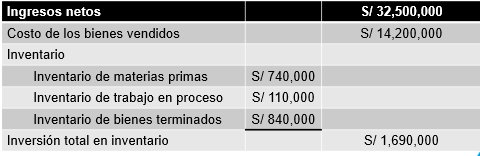 Ingresos netos S/ 32,500,000
Costo de los bienes vendidos S/ 14,200,000
Inventario
Inventario de materias primas S/ 740,000
Inventario de trabajo en proceso S/ 110,000
Inventario de bienes terminados S/ 840,000
Inversión total en inventario S/ 1,690,000